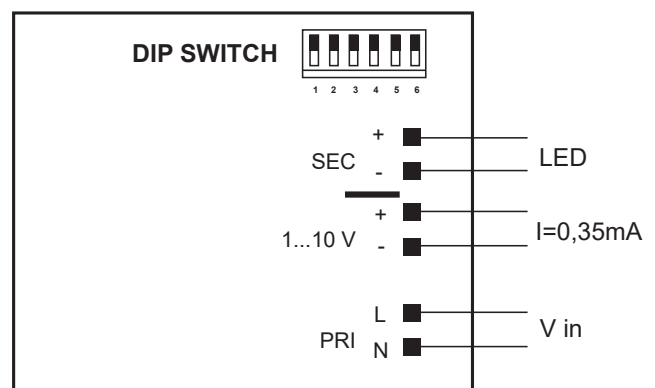 DIP SWITCH
1 2 3 4 5 6
+
SEC
-
LED
+
1...10 V
-
I=0,35mA
L
PRI
N
V in